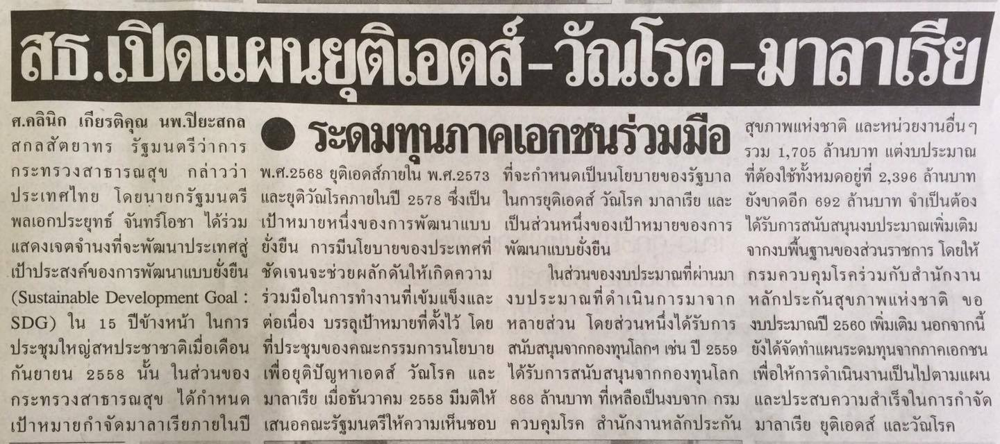 สธ.เปิดแผนยุติเอดส์-วัณโรค-มาลาเรีย
● ระดมทุนภาคเอกชนร่วมมือ
ศ.คลินิก เกียรติคุณ นพ.ปิยะสกล
สกลสัตยาทร รัฐมนตรีว่าการ
กระทรวงสาธารณสุข กล่าวว่า
ประเทศไทย โดยนายกรัฐมนตรี
พลเอกประยุทธ์ จันทร์โอชา ได้ร่วม
แสดงเจตจำนงที่จะพัฒนาประเทศสู่
เป้าประสงค์ของการพัฒนาแบบยั่งยืน
(Sustainable Development Goal :
SDG) ใน 15 ปีข้างหน้า ในการ
ประชุมใหญ่สหประชาชาติเมื่อเดือน
กันยายน 2558 นั้น ในส่วนของ
กระทรวงสาธารณสุข ได้กำหนด
เป้าหมายกำจัดมาลาเรียภายในปี
พ.ศ.2568 ยุติเอดส์ภายใน พ.ศ.2573
และยุติวัณโรคภายในปี 2578 ซึ่งเป็น
เป้าหมายหนึ่งของการพัฒนาแบบ
ยั่งยืน การมีนโยบายของประเทศที่
ชัดเจนจะช่วยผลักดันให้เกิดความ
ร่วมมือในการทำงานที่เข้มแข็งและ
ต่อเนื่อง บรรลุเป้าหมายที่ตั้งไว้ โดย
ที่ประชุมของคณะกรรมการนโยบาย
เพื่อยุติปัญหาเอดส์ วัณโรค และ
มาลาเรีย เมื่อธันวาคม 2558 มีมติให้
เสนอคณะรัฐมนตรีให้ความเห็นชอบ
ที่จะกำหนดเป็นนโยบายของรัฐบาล
ในการยุติเอดส์ วัณโรค มาลาเรีย และ
เป็นส่วนหนึ่งของเป้าหมายของการ
พัฒนาแบบยั่งยืน
ในส่วนของงบประมาณที่ผ่านมา
งบประมาณที่ดำเนินการมาจาก
หลายส่วน โดยส่วนหนึ่งได้รับการ
สนับสนุนจากกองทุนโลกฯ เช่น ปี 2559
ได้รับการสนับสนุนจากกองทุนโลก
868 ล้านบาท ที่เหลือเป็นงบจาก กรม
ควบคุมโรค สำนักงานหลักประกัน
สุขภาพแห่งชาติ และหน่วยงานอื่นๆ
รวม 1,705 ล้านบาท แต่งบประมาณ
ที่ต้องใช้ทั้งหมดอยู่ที่ 2,396 ล้านบาท
ยังขาดอีก 692 ล้านบาท จำเป็นต้อง
ได้รับการสนับสนุนงบประมาณเพิ่มเติม
จากงบพื้นฐานของส่วนราชการ โดยให้
กรมควบคุมโรคร่วมกับสำนักงาน
หลักประกันสุขภาพแห่งชาติ ขอ
งบประมาณปี 2560 เพิ่มเติม นอกจากนี้
ยังได้จัดทำแผนระดมทุนจากภาคเอกชน
เพื่อให้การดำเนินงานเป็นไปตามแผน
และประสบความสำเร็จในการกำจัด
มาลาเรีย ยุติเอดส์ และวัณโรค